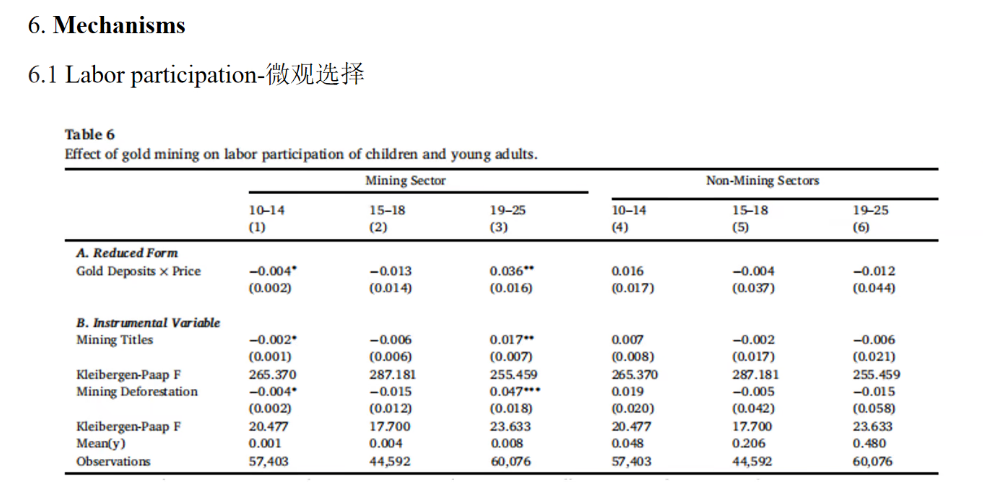 6. Mechanisms
6.1 Labor participation-微观选择
Table 6
Effect of gold mining on labor participation of children and young adults.
Mining Sector Non-Mining Sectors
10–14 15–18 19–25 10–14 15–18 19–25
(1) (2) (3) (4) (5) (6)
A. Reduced Form
Gold Deposits × Price −0.004* −0.013 0.036** 0.016 −0.004 −0.012
(0.002) (0.014) (0.016) (0.017) (0.037) (0.044)
B. Instrumental Variable
Mining Titles −0.002* −0.006 0.017** 0.007 −0.002 −0.006
(0.001) (0.006) (0.007) (0.008) (0.017) (0.021)
Kleibergen-Paap F 265.370 287.181 255.459 265.370 287.181 255.459
Mining Deforestation −0.004* −0.015 0.047*** 0.019 −0.005 −0.015
(0.002) (0.012) (0.018) (0.020) (0.042) (0.058)
Kleibergen-Paap F 20.477 17.700 23.633 20.477 17.700 23.633
Mean(y) 0.001 0.004 0.008 0.048 0.206 0.480
Observations 57,403 44,592 60,076 57,403 44,592 60,076